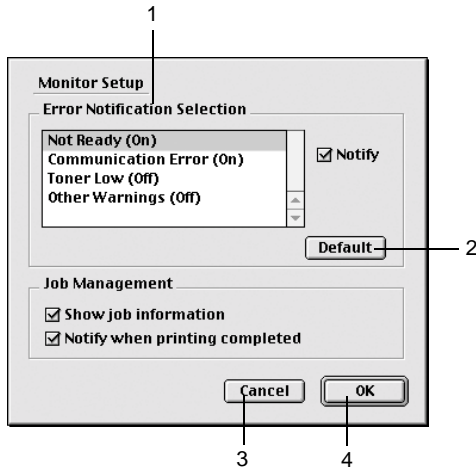 1
Monitor Setup
Error Notification Selection
Not Ready (On)
Communication Error (On)
Toner Low (Off)
Other Warnings (Off)
Notify
Default
2
Job Management
Show job information
Notify when printing completed
Cancel
OK
3
4